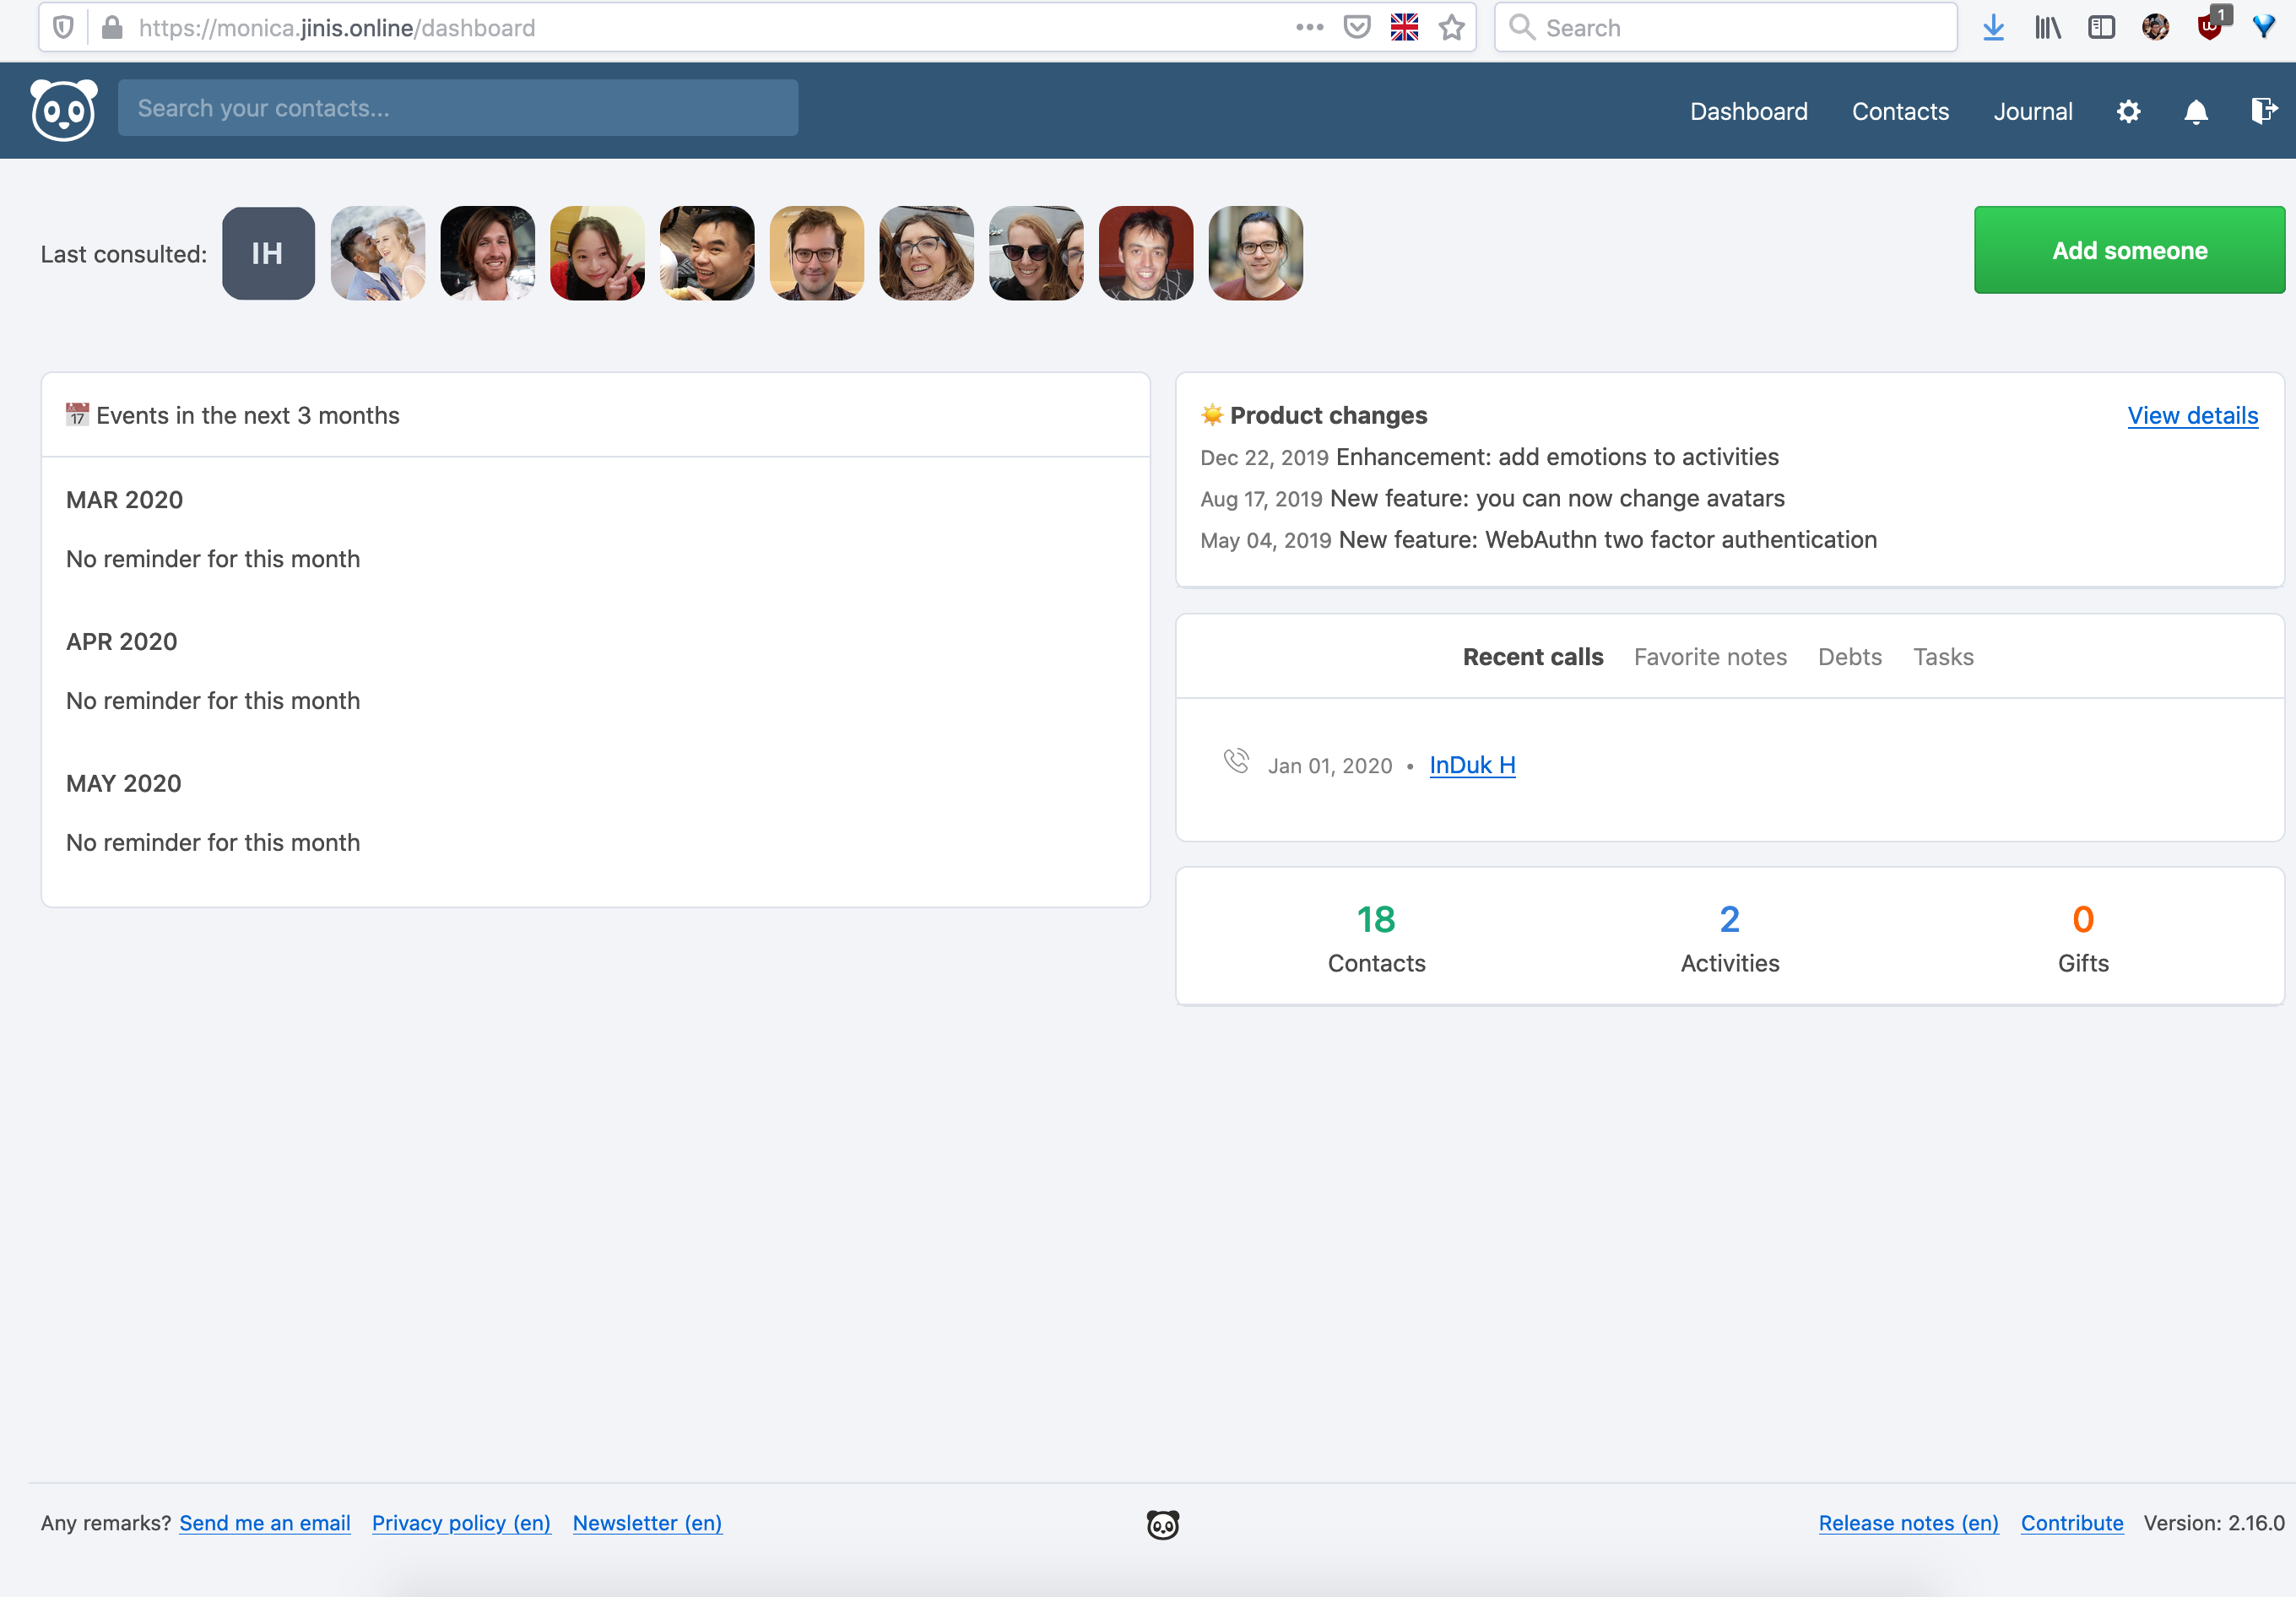 https://monica.jinis.online/dashboard
Search
1
Search your contacts...
Dashboard
Contacts
Journal
Last consulted:
IH
Add someone
17 Events in the next 3 months
MAR 2020
No reminder for this month
APR 2020
No reminder for this month
MAY 2020
No reminder for this month
Product changes
View details
Dec 22, 2019 Enhancement: add emotions to activities
Aug 17, 2019 New feature: you can now change avatars
May 04, 2019 New feature: WebAuthn two factor authentication
Recent calls Favorite notes Debts Tasks
Jan 01, 2020 • InDuk H
18
Contacts
2
Activities
0
Gifts
Any remarks? Send me an email Privacy policy (en) Newsletter (en)
Release notes (en) Contribute Version: 2.16.0